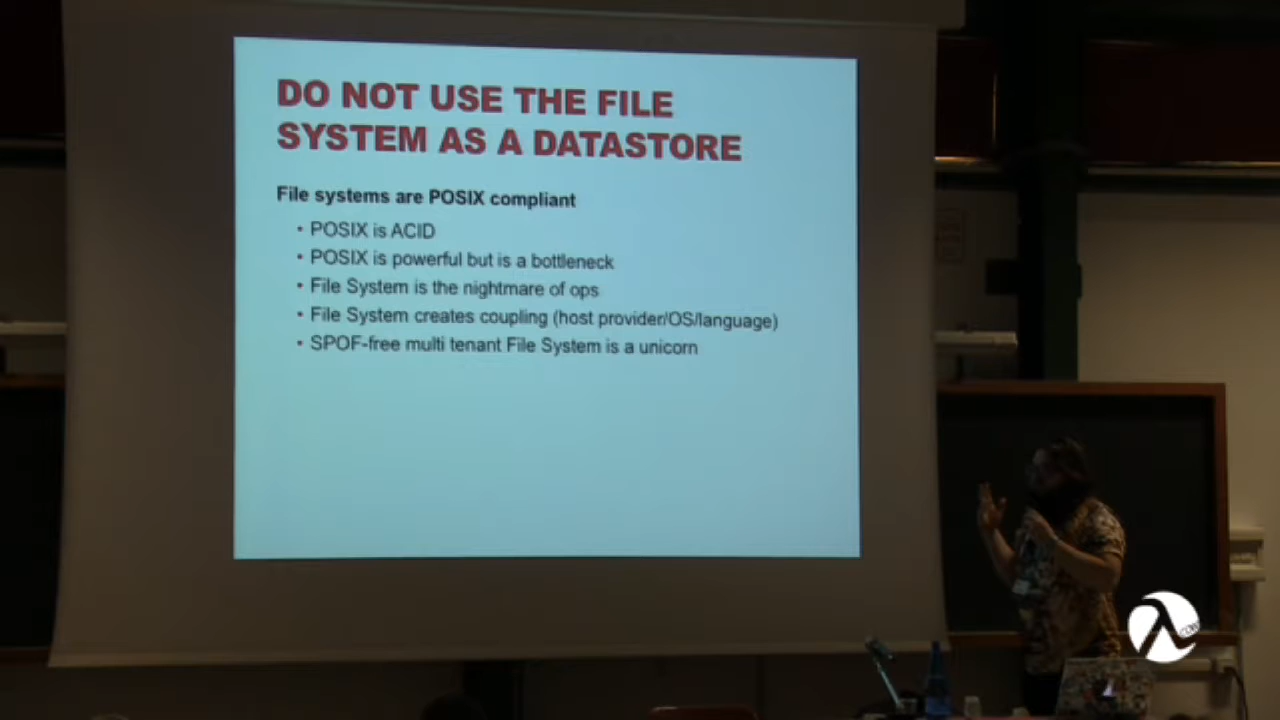 DO NOT USE THE FILE
SYSTEM AS A DATASTORE
File systems are POSIX compliant
• POSIX is ACID
• POSIX is powerful but is a bottleneck
• File System is the nightmare of ops
• File System creates coupling (host provider/OS/language)
• SPOF-free multi tenant File System is a unicorn
λ